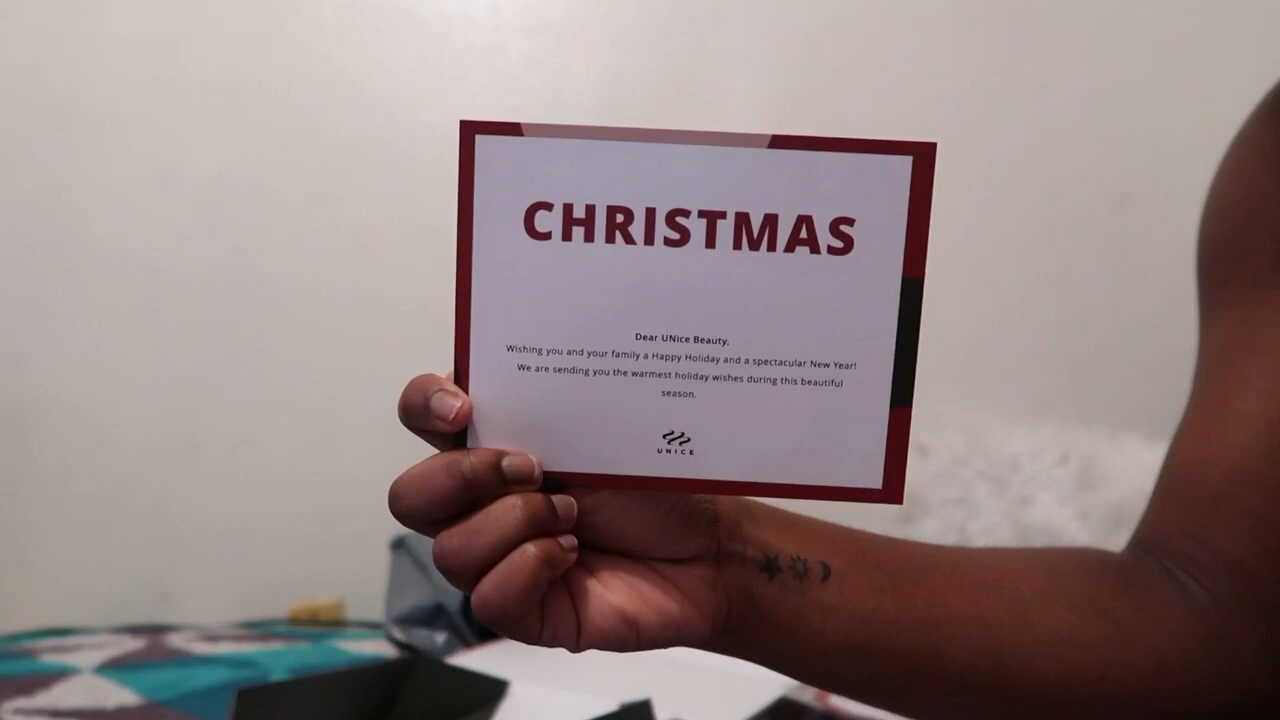 CHRISTMAS
Dear UNice Beauty,
Wishing you and your family a Happy Holiday and a spectacular New Year!
We are sending you the warmest holiday wishes during this beautiful
season.
UNICE